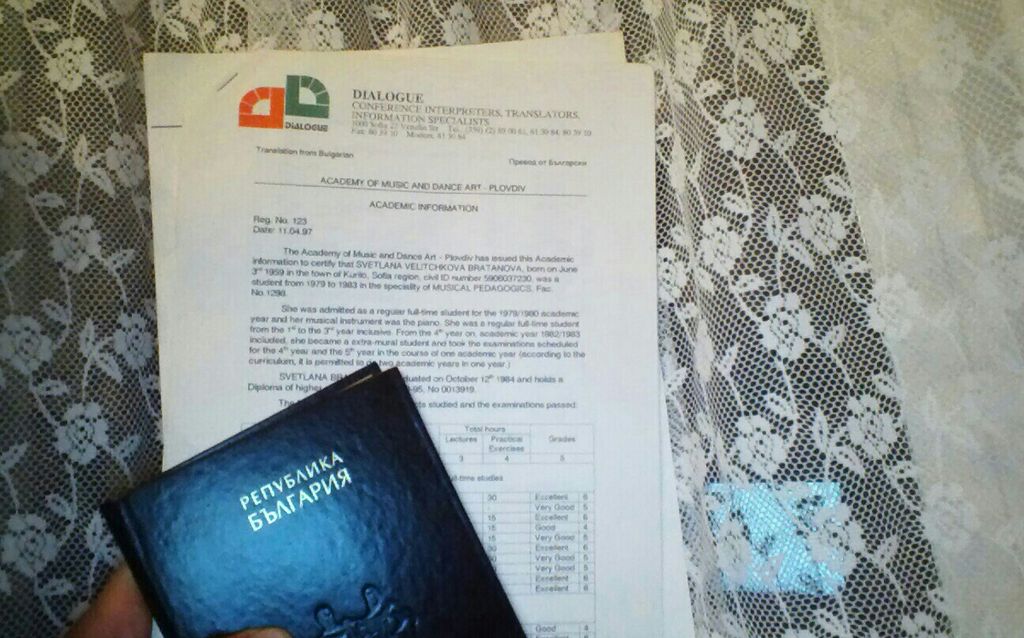 DIALOGUE
DIALOGUE
CONFERENCE INTERPRETERS, TRANSLATORS,
INFORMATION SPECIALISTS
Translation from Bulgarian
Превод от Български
ACADEMY OF MUSIC AND DANCE ART - PLOVDIV
ACADEMIC INFORMATION
Reg. No. 123
Date: 11.04.97
The Academy of Music and Dance Art - Plovdiv has issued this Academic
information to certify that SVETLANA VELITCHKOVA BRATANOVA, born on June
3rd 1959 in the town of Kurilo, Sofia region, civil ID number 5906037230, was a
student from 1979 to 1983 in the speciality of MUSICAL PEDAGOGICS, Fac.
No.1298.
She was admitted as a regular full-time student for the 1979/1980 academic
year and her musical instrument was the piano. She was a regular full-time student
from the 1st to the 3rd year inclusive. From the 4th year on, academic year 1982/1983
included, she became a extra-mural student and took the examinations scheduled
for the 4th year and the 5th year in the course of one academic year (according to the
curriculum, it is permitted to do two academic years in one year.)
SVETLANA on October 12th 1984 and holds a
Diploma of higher No 0013919.
studied and the examinations passed:
Total hours
Lectures Practical Exercises Grades
3 4 5
studies
30 Excellent 6
Very Good 5
15 Excellent 6
15 Good 4
15 Very Good 5
30 Excellent 6
Very Good 5
Very Good 5
Excellent 6
Excellent 6
Good 4
РЕПУБЛИКА
БЪЛГАРИЯ